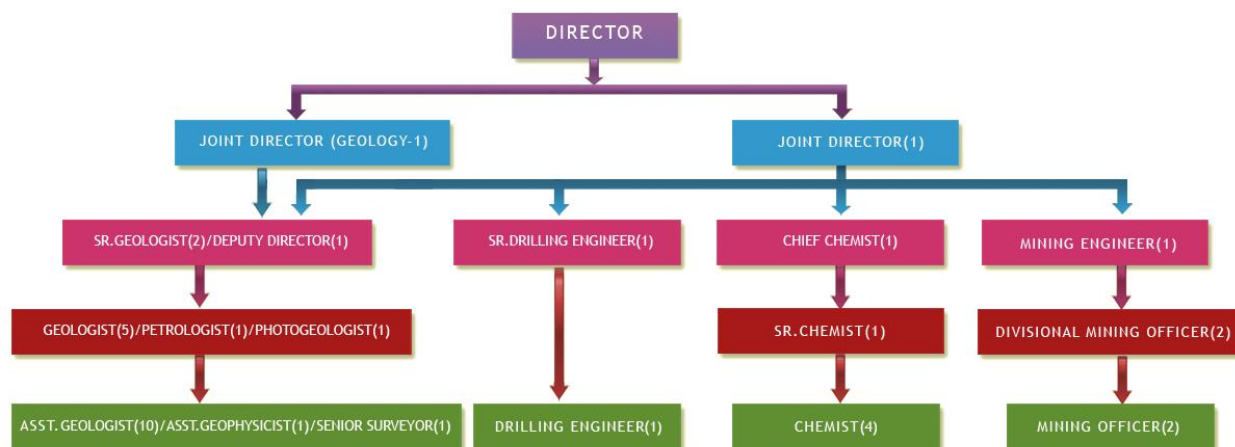 DIRECTOR
JOINT DIRECTOR (GEOLOGY-1)
JOINT DIRECTOR(1)
SR.GEOLOGIST(2)/DEPUTY DIRECTOR(1)
SR.DRILLING ENGINEER(1)
CHIEF CHEMIST(1)
MINING ENGINEER(1)
GEOLOGIST(5)/PETROLOGIST(1)/PHOTOGEOLOGIST(1)
SR.CHEMIST(1)
DIVISIONAL MINING OFFICER(2)
ASST. GEOLOGIST(10)/ASST.GEOPHYSICIST(1)/SENIOR SURVEYOR(1)
DRILLING ENGINEER(1)
CHEMIST(4)
MINING OFFICER(2)